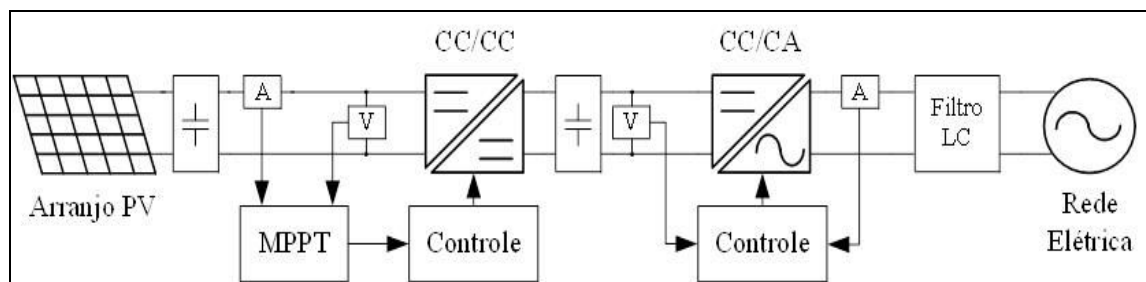 CC/CC
CC/CA
A
V
V
A
Filtro
LC
Arranjo PV
MPPT
Controle
Controle
Rede
Elétrica